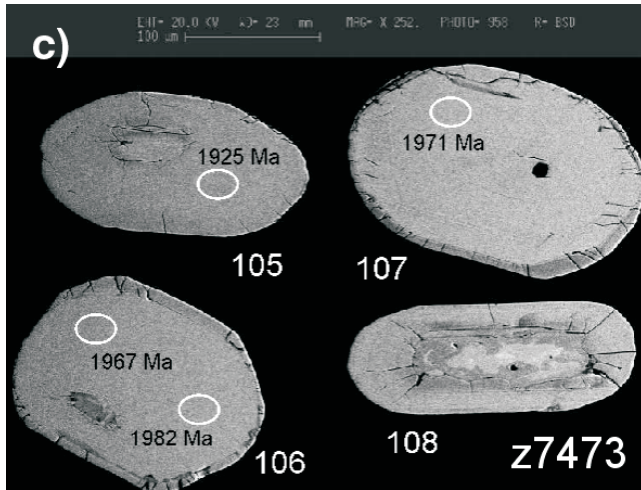 EHT= 20.0 KV WD= 23 mm MAG= X 252. PHOTO= 958 R= BSD
100 µm
c)
1925 Ma
105
1971 Ma
107
1967 Ma
1982 Ma
106
108
z7473